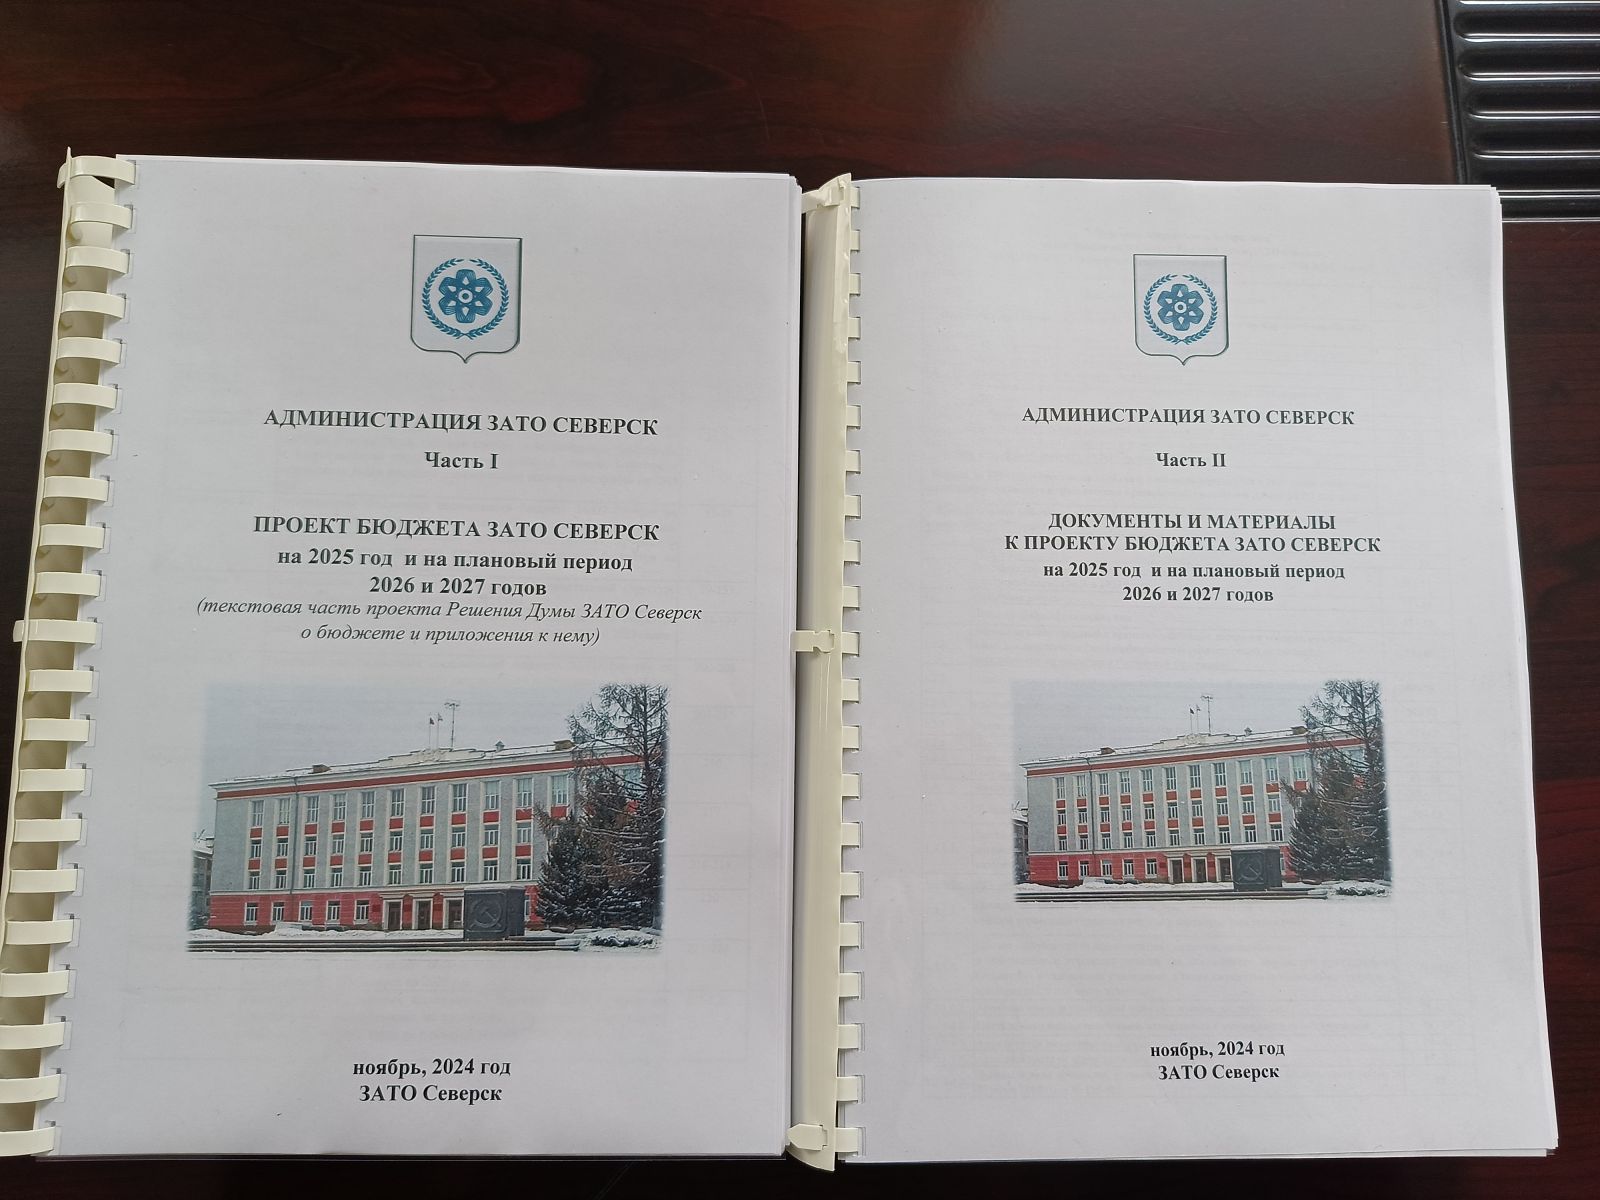 АДМИНИСТРАЦИЯ ЗАТО СЕВЕРСК
Часть I
ПРОЕКТ БЮДЖЕТА ЗАТО СЕВЕРСК
на 2025 год и на плановый период
2026 и 2027 годов
(текстовая часть проекта Решения Думы ЗАТО Северск
о бюджете и приложения к нему)
ноябрь, 2024 год
ЗАТО Северск
АДМИНИСТРАЦИЯ ЗАТО СЕВЕРСК
Часть II
ДОКУМЕНТЫ И МАТЕРИАЛЫ
К ПРОЕКТУ БЮДЖЕТА ЗАТО СЕВЕРСК
на 2025 год и на плановый период
2026 и 2027 годов
ноябрь, 2024 год
ЗАТО Северск